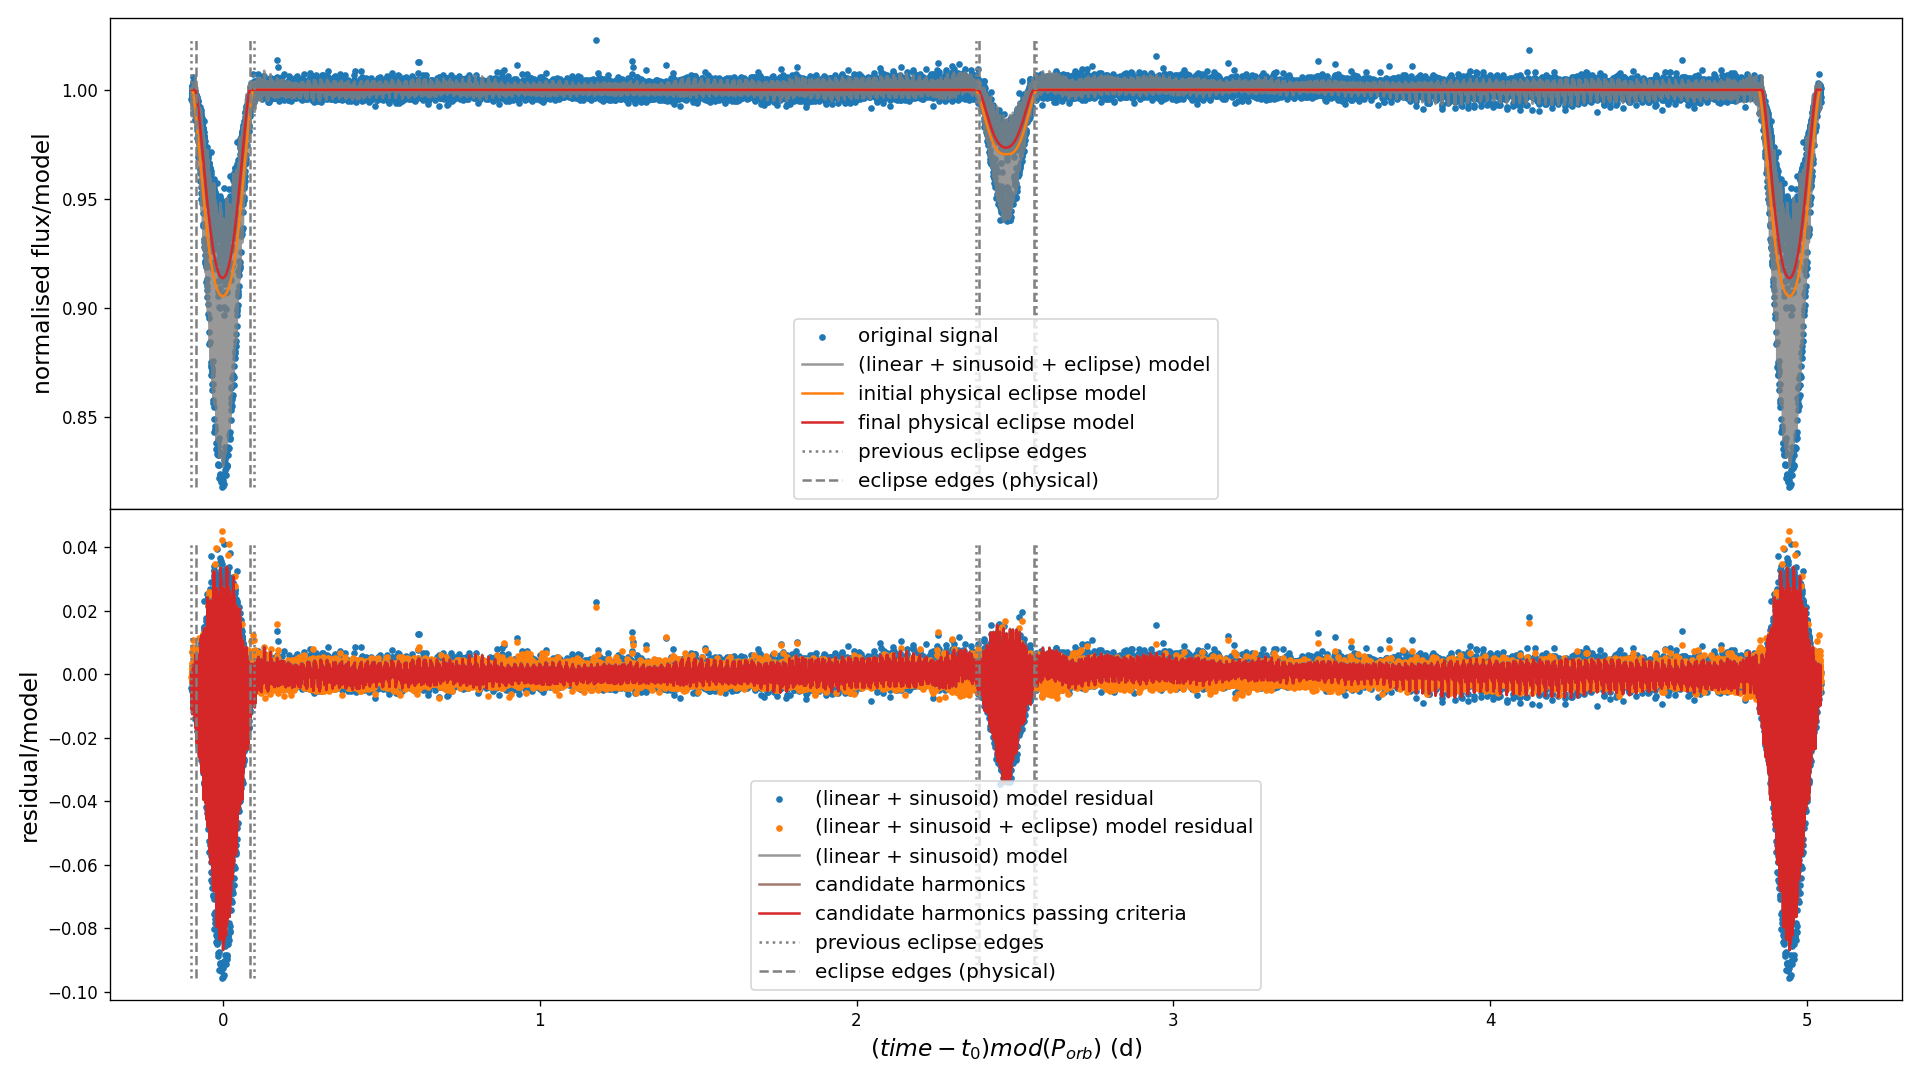 normalised flux/model
1.00
0.95
0.90
0.85
original signal
(linear + sinusoid + eclipse) model
initial physical eclipse model
final physical eclipse model
previous eclipse edges
eclipse edges (physical)
residual/model
0.04
0.02
0.00
−0.02
−0.04
−0.06
−0.08
−0.10
(linear + sinusoid) model residual
(linear + sinusoid + eclipse) model residual
(linear + sinusoid) model
candidate harmonics
candidate harmonics passing criteria
previous eclipse edges
eclipse edges (physical)
0 1 2 3 4 5
(time − t₀)mod(P_orb) (d)